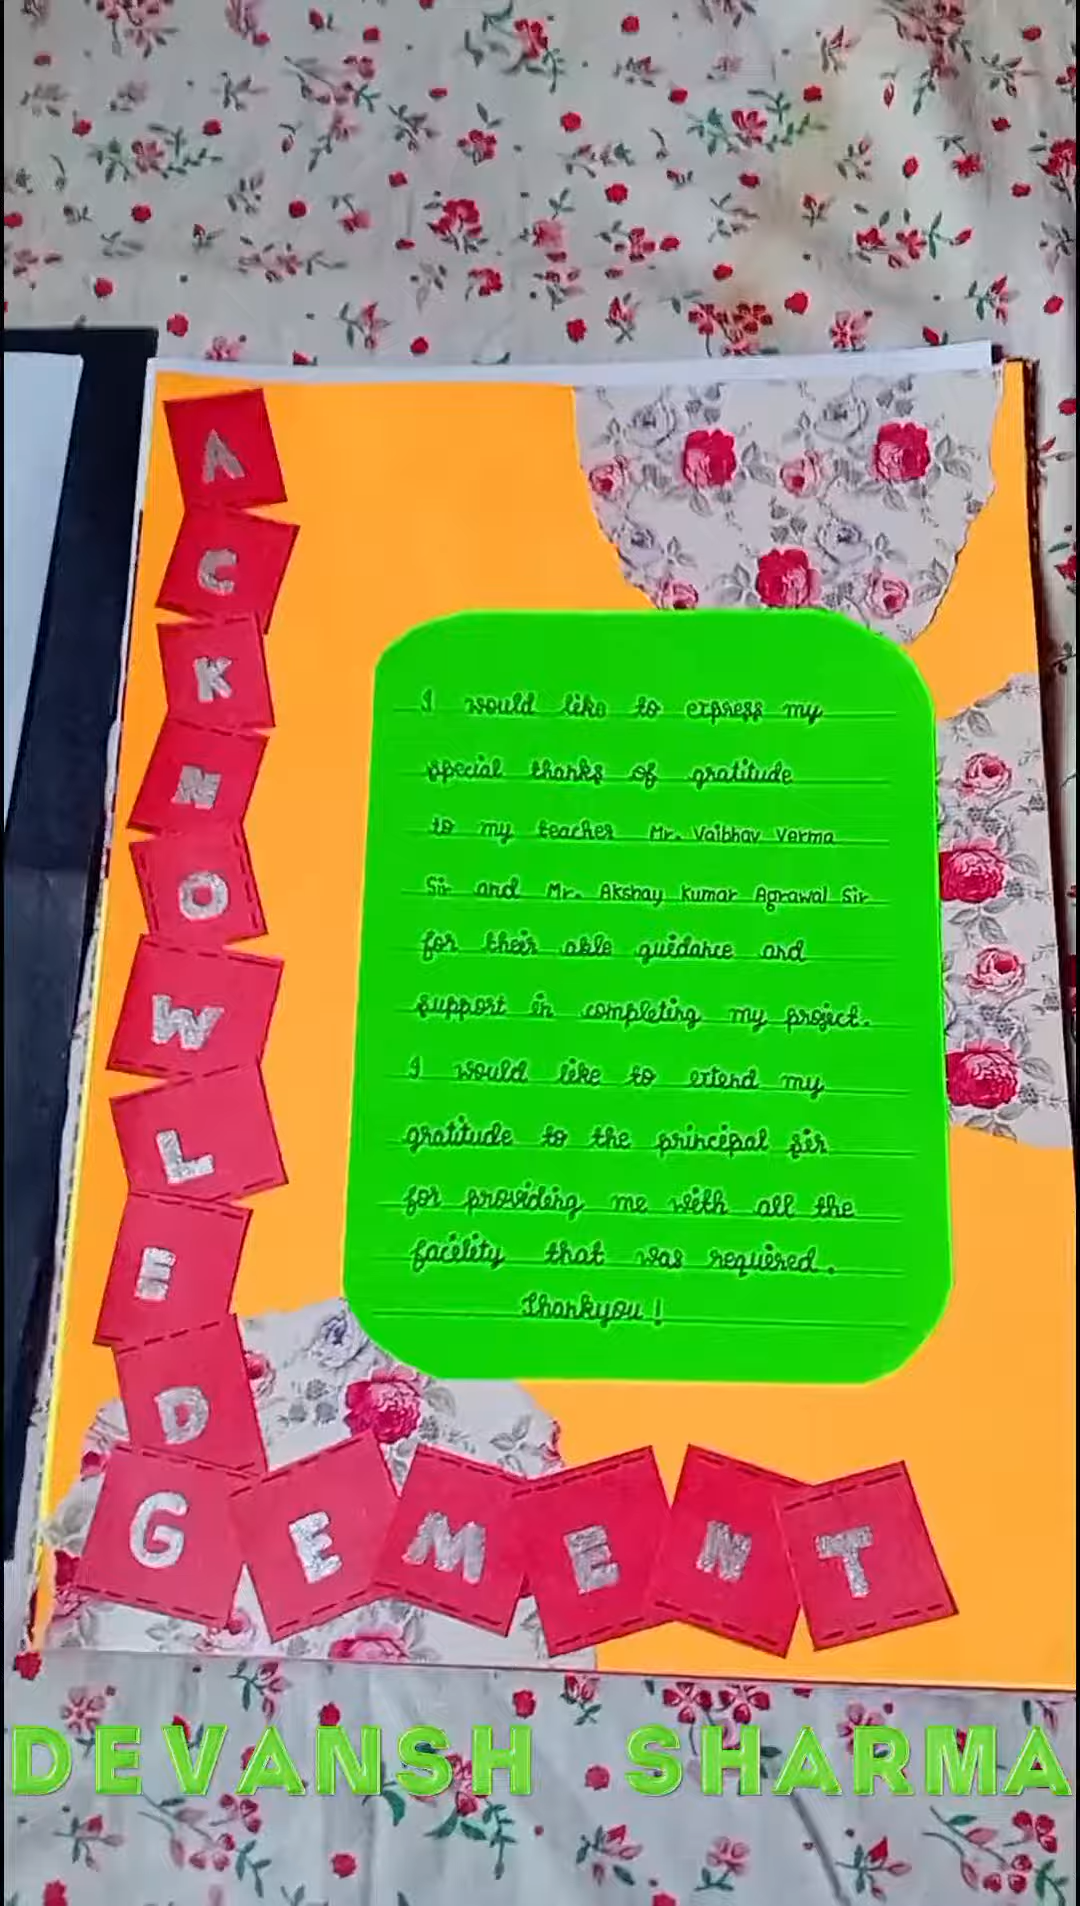 ACKNOWLEDGEMENT
I would like to express my
special thanks of gratitude
to my teacher Mr. Vaibhav Verma
Sir and Mr. Akshay Kumar Agrawal Sir
for their able guidance and
support in completing my project.
I would like to extend my
gratitude to the principal sir
for providing me with all the
facility that was required.
Thankyou !
DEVANSH SHARMA